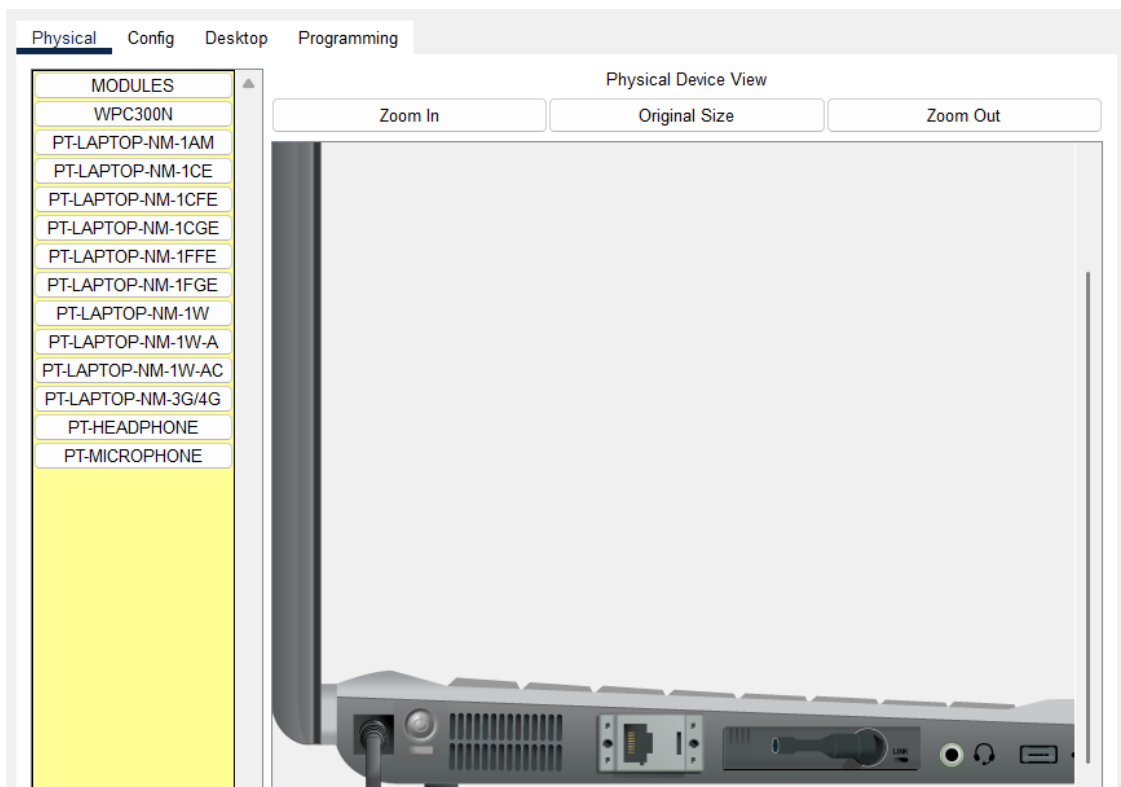 Physical Config Desktop Programming
MODULES
WPC300N
PT-LAPTOP-NM-1AM
PT-LAPTOP-NM-1CE
PT-LAPTOP-NM-1CFE
PT-LAPTOP-NM-1CGE
PT-LAPTOP-NM-1FFE
PT-LAPTOP-NM-1FGE
PT-LAPTOP-NM-1W
PT-LAPTOP-NM-1W-A
PT-LAPTOP-NM-1W-AC
PT-LAPTOP-NM-3G/4G
PT-HEADPHONE
PT-MICROPHONE
Physical Device View
Zoom In Original Size Zoom Out
LINK